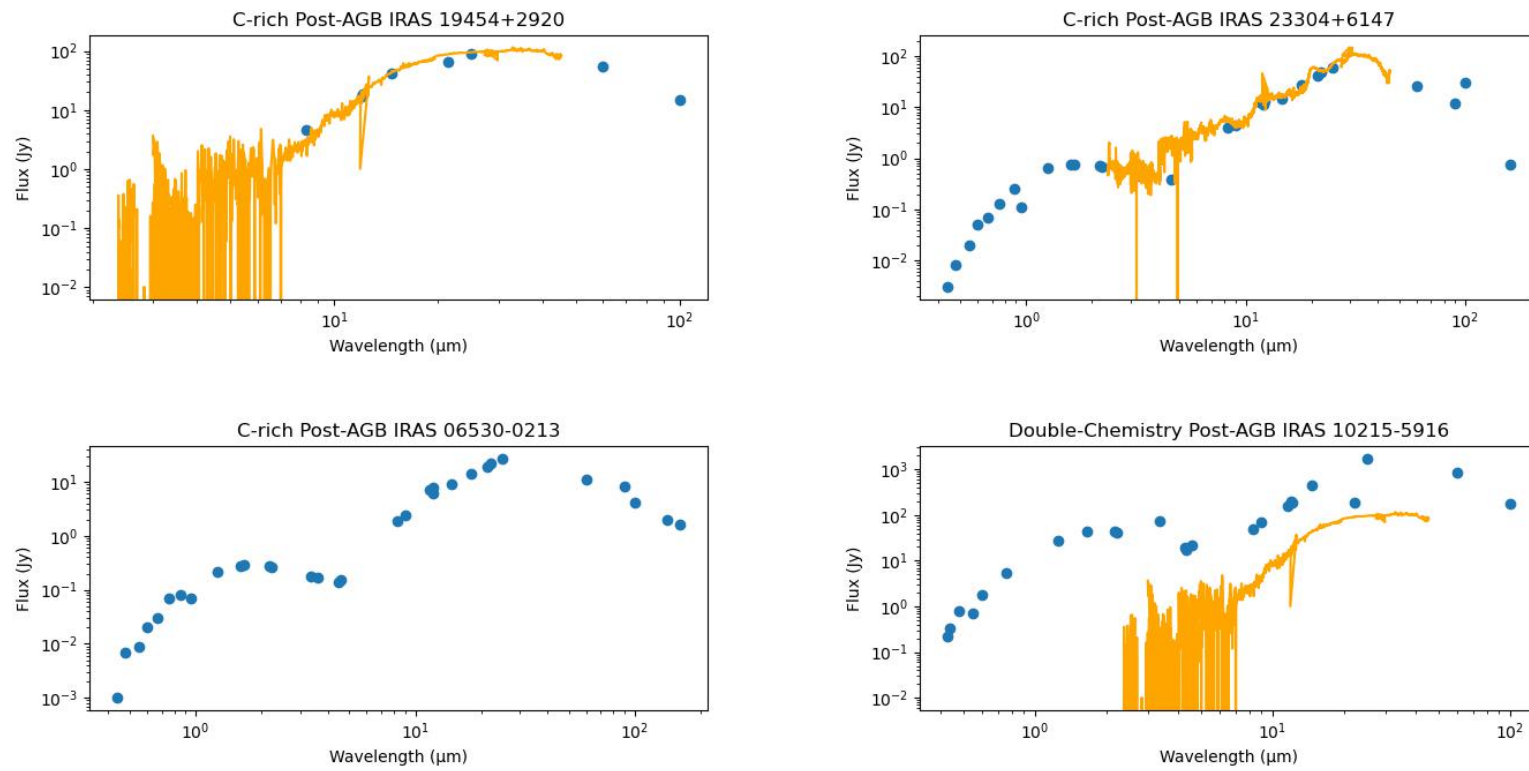 C-rich Post-AGB IRAS 19454+2920
10²
10¹
10⁰
10⁻¹
10⁻²
Flux (Jy)
10¹
10²
Wavelength (µm)
C-rich Post-AGB IRAS 23304+6147
10²
10¹
10⁰
10⁻¹
10⁻²
Flux (Jy)
10⁰
10¹
10²
Wavelength (µm)
C-rich Post-AGB IRAS 06530-0213
10¹
10⁰
10⁻¹
10⁻²
10⁻³
Flux (Jy)
10⁰
10¹
10²
Wavelength (µm)
Double-Chemistry Post-AGB IRAS 10215-5916
10³
10²
10¹
10⁰
10⁻¹
10⁻²
Flux (Jy)
10⁰
10¹
10²
Wavelength (µm)